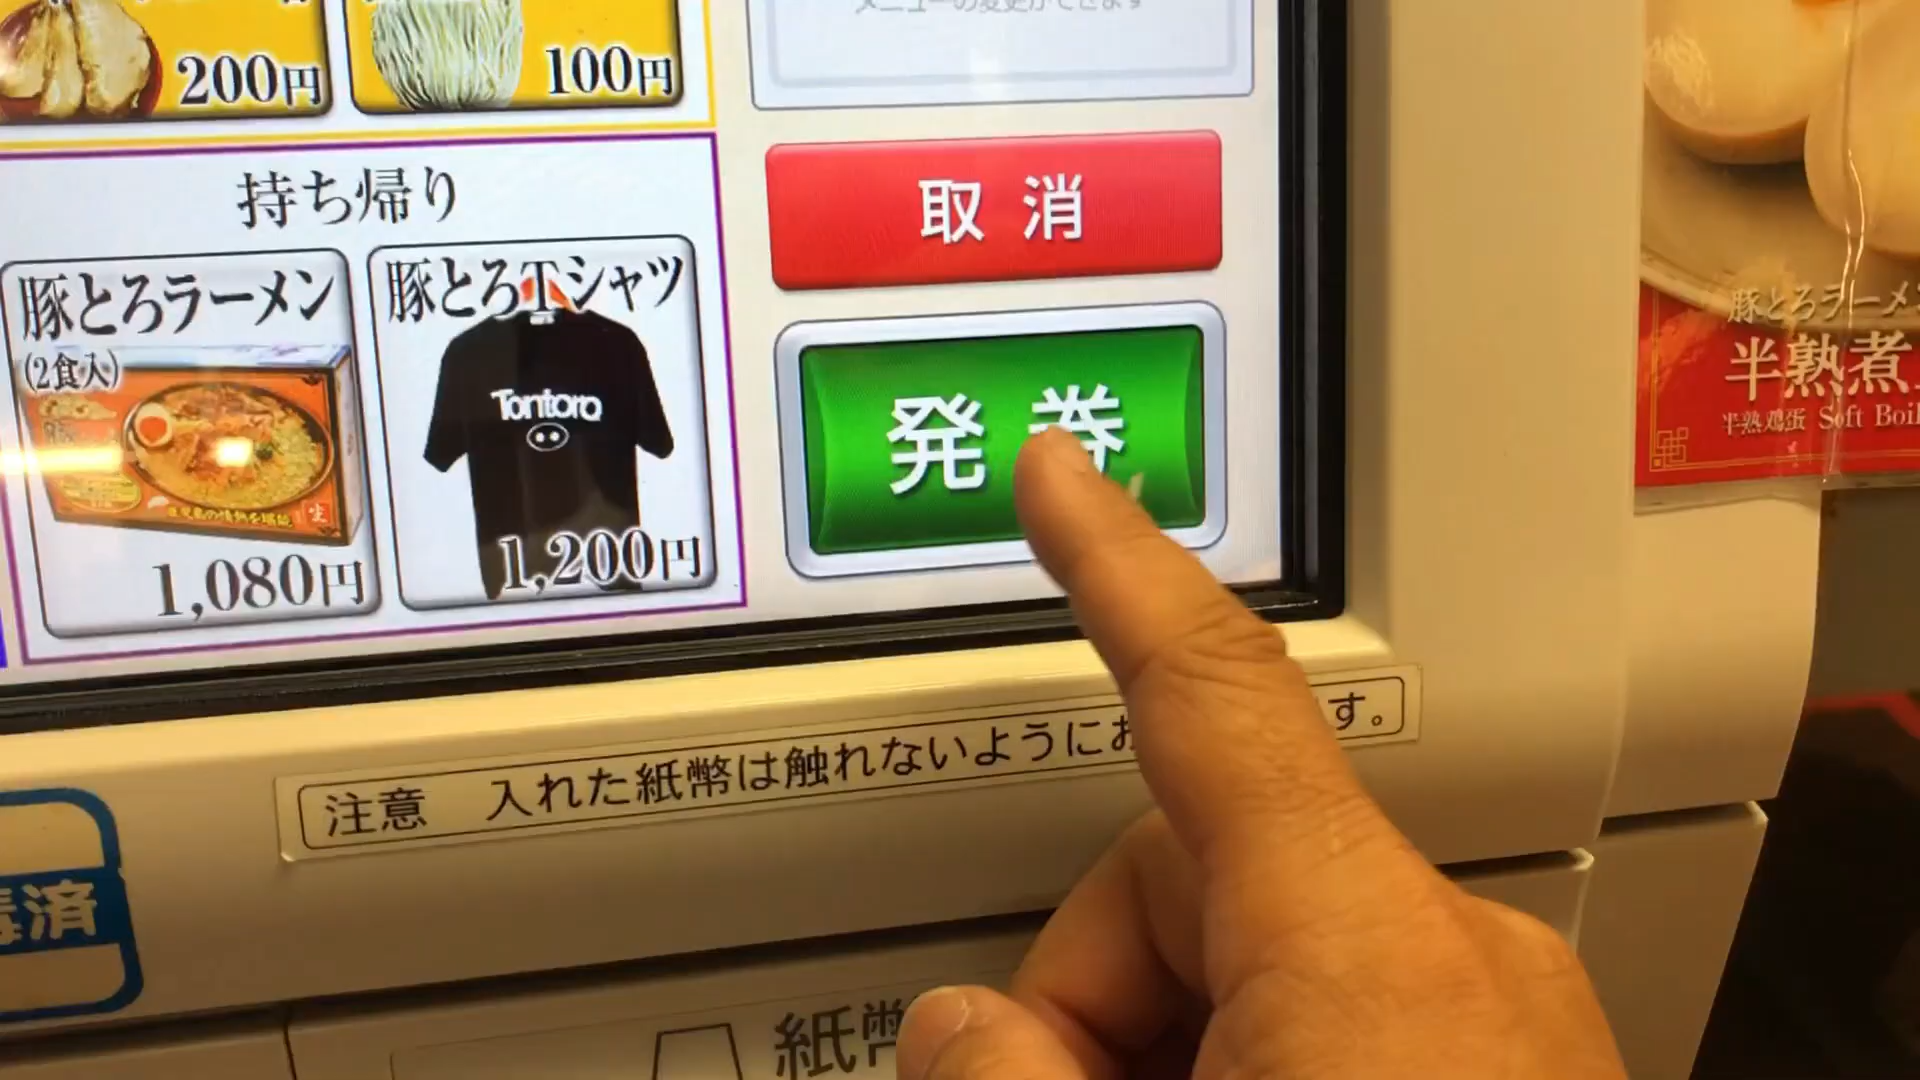 メニューの変更ができます
200円
100円
持ち帰り
豚とろラーメン
(2食入)
1,080円
豚とろTシャツ
Tontoro
1,200円
取消
発券
注意 入れた紙幣は触れないようにお
す。
済
紙幣
豚とろラーメ
半熟煮
半熟鶏蛋 Soft Boil